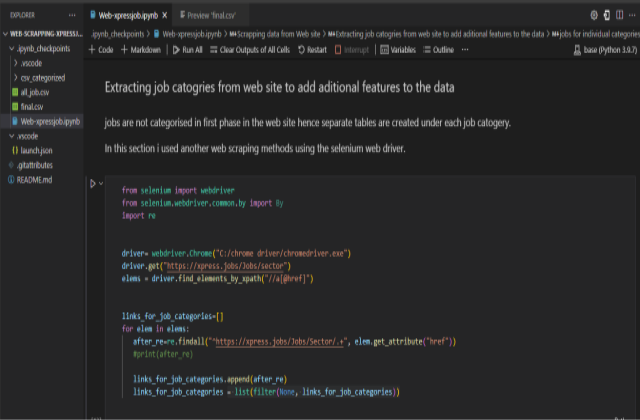 EXPLORER
···
Web-xpressjob.ipynb ×
Preview 'final.csv'
WEB-SCRAPPING-XPRESSJ...
.ipynb_checkpoints > Web-xpressjob.ipynb > M↓Scrapping data from Web site > M↓Extracting job catogries from web site to add aditional features to the data > M↓jobs for individual categories
.ipynb_checkpoints
+ Code + Markdown Run All Clear Outputs of All Cells Restart Interrupt Variables Outline ··· base (Python 3.9.7)
.vscode
csv_categorized
all_job.csv
final.csv
Web-xpressjob.ipynb
.vscode
launch.json
.gitattributes
README.md
Extracting job catogries from web site to add aditional features to the data
jobs are not categorised in first phase in the web site hence separate tables are created under each job catogery.
In this section i used another web scraping methods using the selenium web driver.
from selenium import webdriver
from selenium.webdriver.common.by import By
import re
driver= webdriver.Chrome("C:/chrome driver/chromedriver.exe")
driver.get("https://xpress.jobs/Jobs/sector")
elems = driver.find_elements_by_xpath("//a[@href]")
links_for_job_categories=[]
for elem in elems:
after_re=re.findall("^https://xpress.jobs/Jobs/Sector/.+", elem.get_attribute("href"))
#print(after_re)
links_for_job_categories.append(after_re)
links_for_job_categories = list(filter(None, links_for_job_categories))